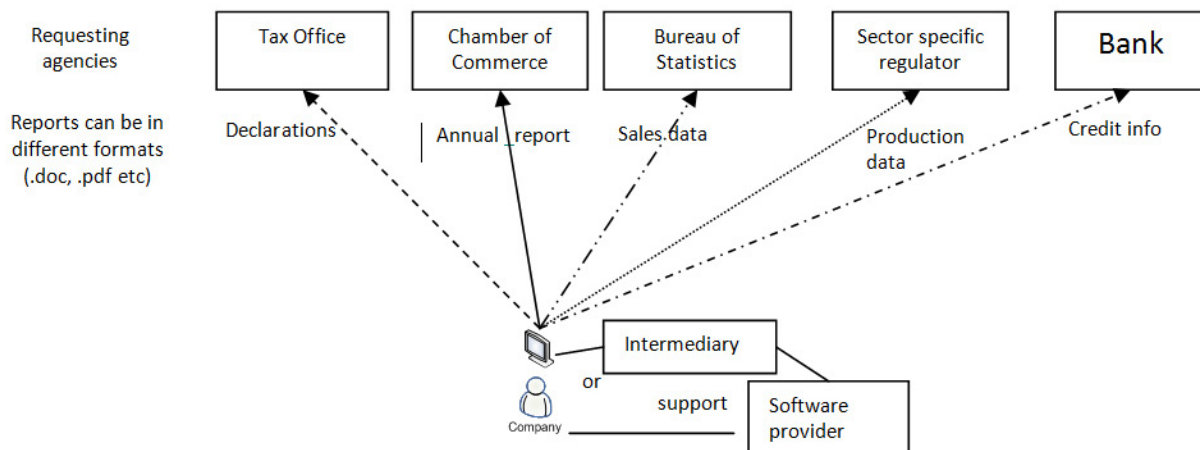 Requesting
agencies
Tax Office
Chamber of
Commerce
Bureau of
Statistics
Sector specific
regulator
Bank
Reports can be in
different formats
(.doc, .pdf etc)
Declarations
Annual_report
Sales data
Production
data
Credit info
Intermediary
or
support
Software
provider
Company